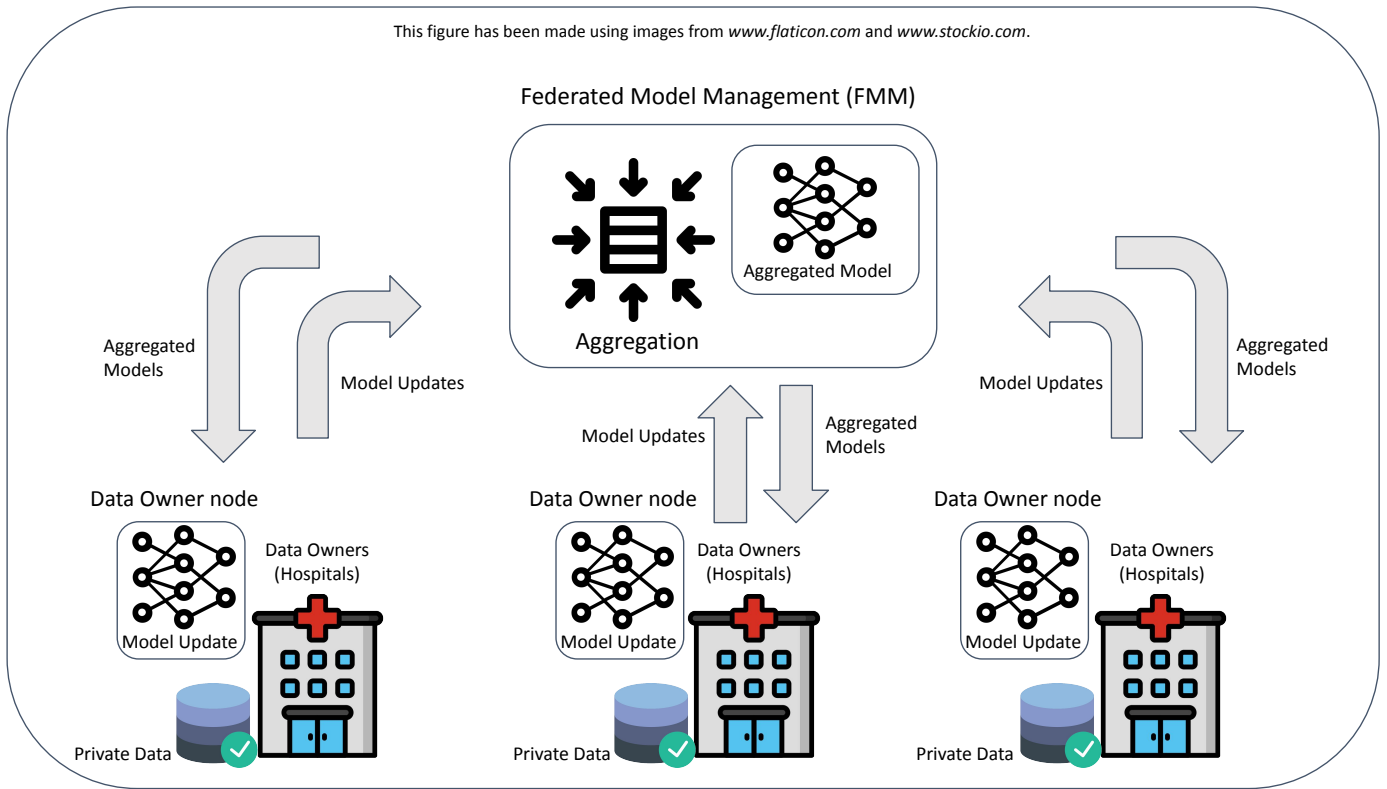 This figure has been made using images from www.flaticon.com and www.stockio.com.
Federated Model Management (FMM)
Aggregated Model
Aggregation
Aggregated
Models
Model Updates
Model Updates
Aggregated
Models
Model Updates
Aggregated
Models
Data Owner node
Data Owners
(Hospitals)
Model Update
Private Data
Data Owner node
Data Owners
(Hospitals)
Model Update
Private Data
Data Owner node
Data Owners
(Hospitals)
Model Update
Private Data